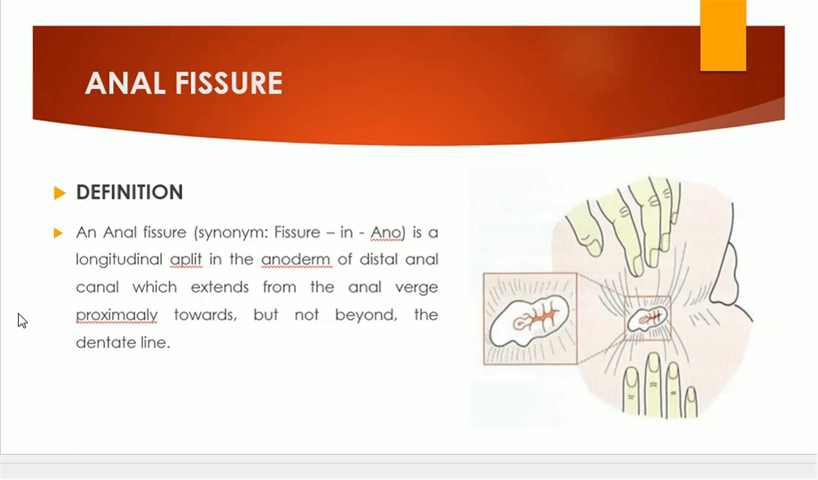 ANAL FISSURE
DEFINITION
An Anal fissure (synonym: Fissure – in - Ano) is a
longitudinal aplit in the anoderm of distal anal
canal which extends from the anal verge
proximaaly towards, but not beyond, the
dentate line.